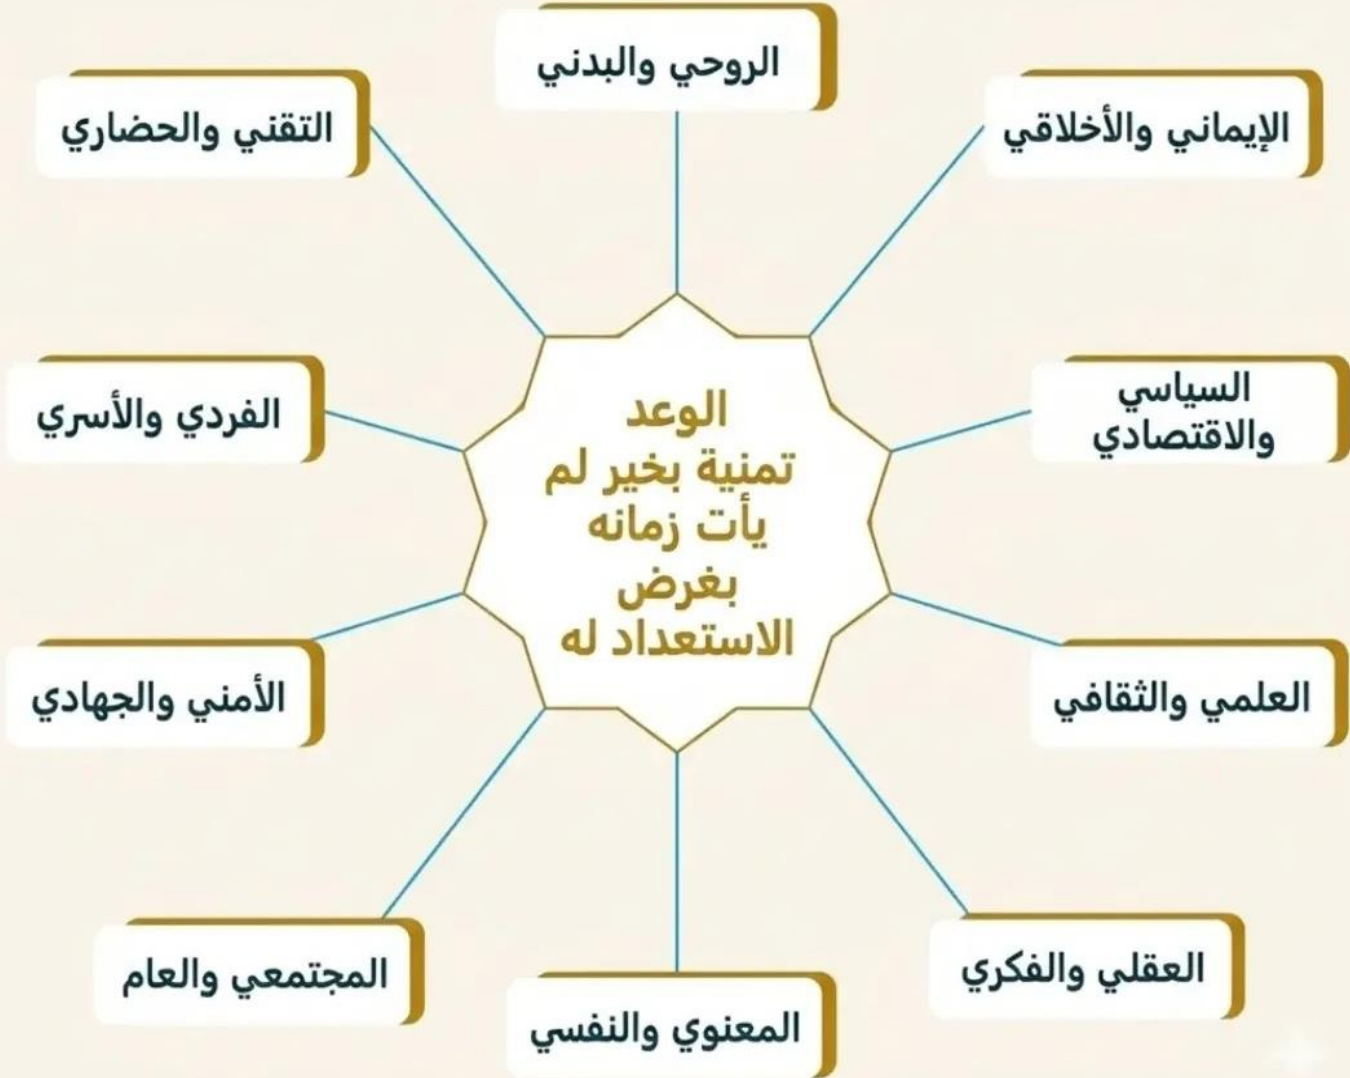 الروحي والبدني
الإيماني والأخلاقي
التقني والحضاري
السياسي
والاقتصادي
الفردي والأسري
الوعد
تمنية بخير لم
يأت زمانه
بغرض
الاستعداد له
العلمي والثقافي
الأمني والجهادي
العقلي والفكري
المجتمعي والعام
المعنوي والنفسي